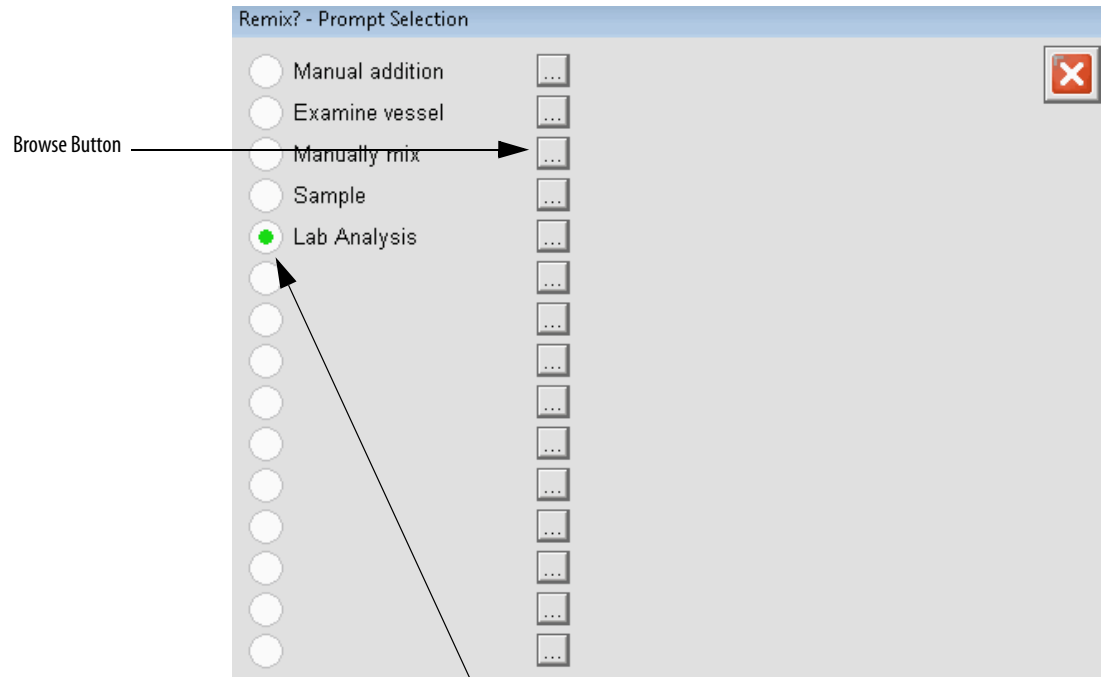 Remix? - Prompt Selection
Manual addition ...
Examine vessel ...
Browse Button
Manually mix ...
Sample ...
Lab Analysis ...
...
...
...
...
...
...
...
...
...
...